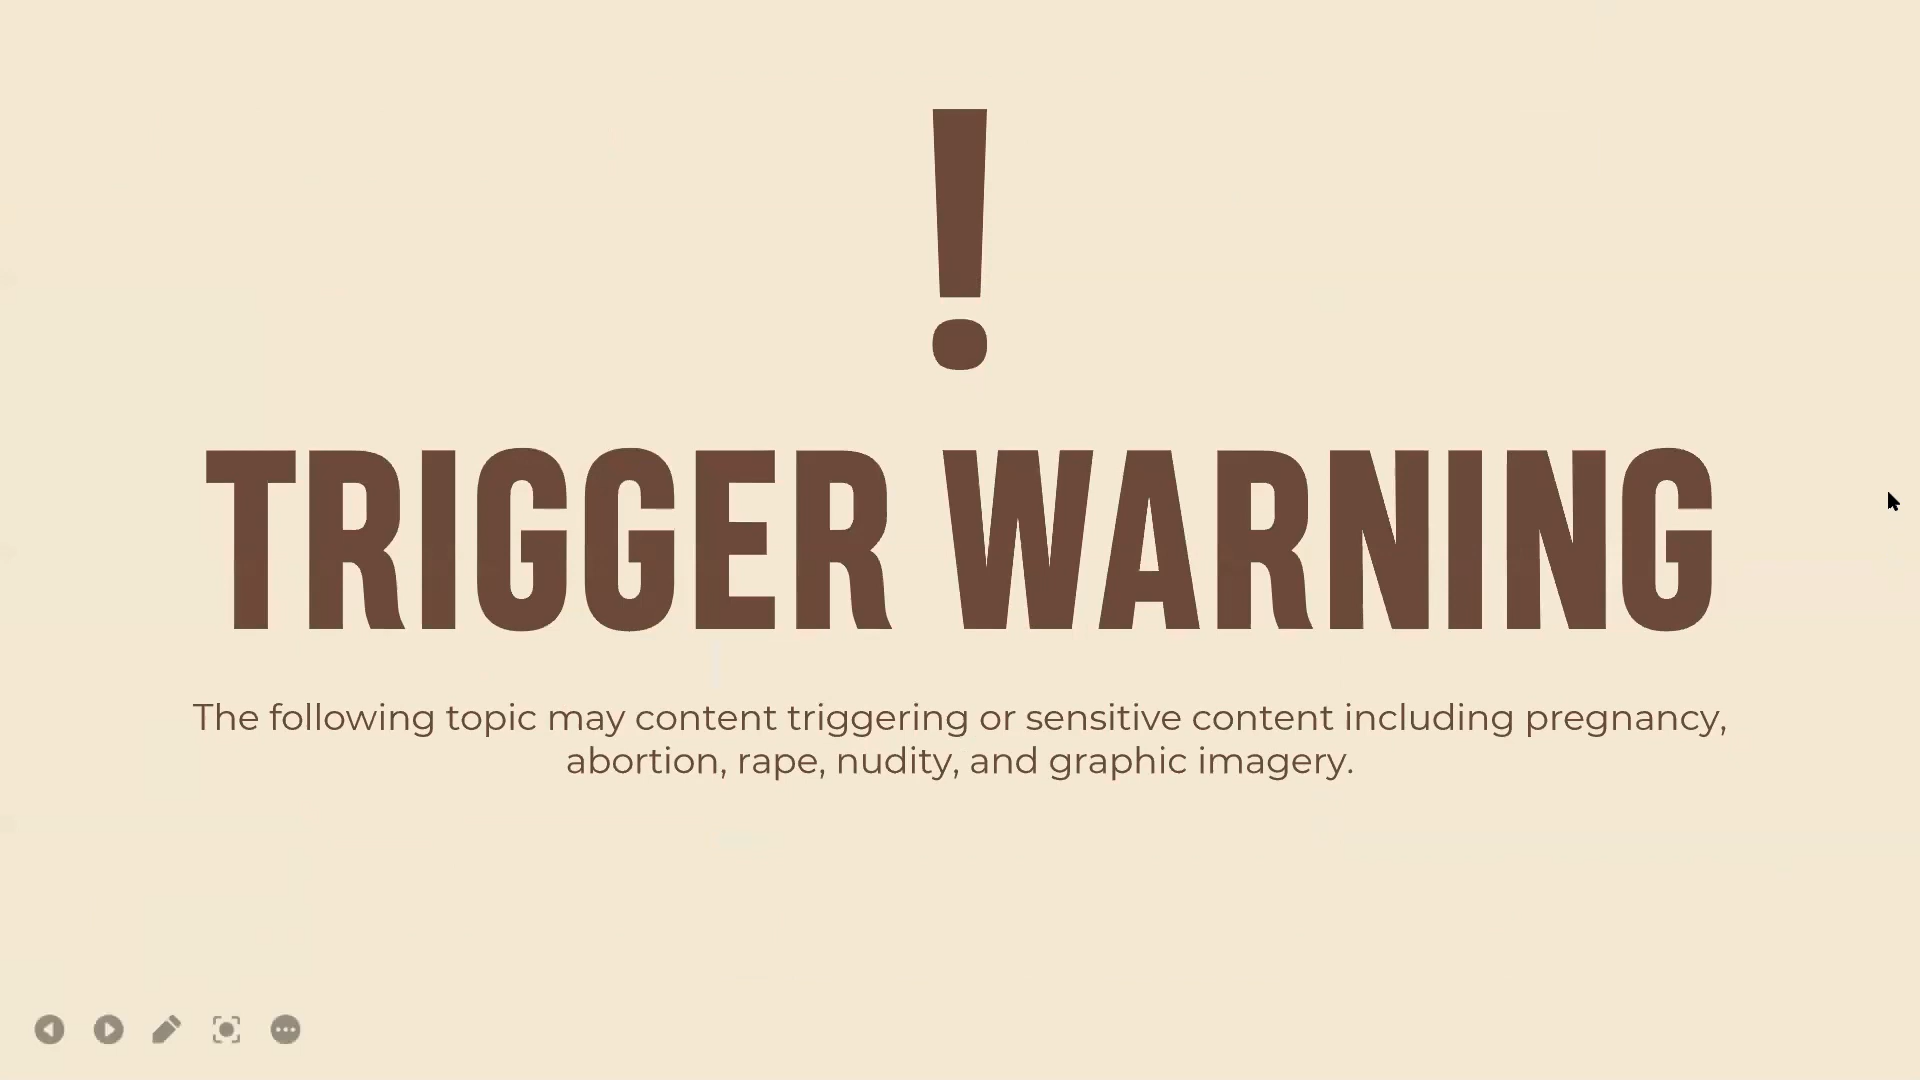 !
TRIGGER WARNING
The following topic may content triggering or sensitive content including pregnancy,
abortion, rape, nudity, and graphic imagery.